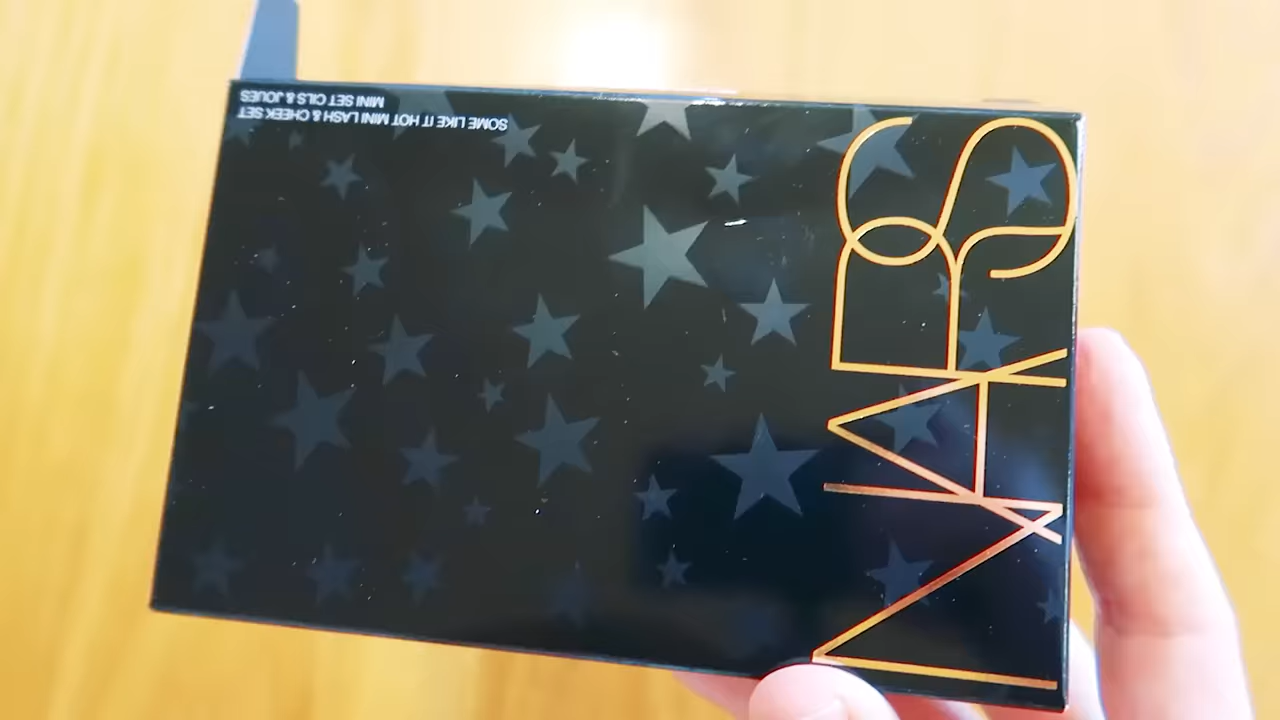 NARS
SOME LIKE IT HOT MINI LASH & CHEEK SET
MINI SET CILS & JOUES